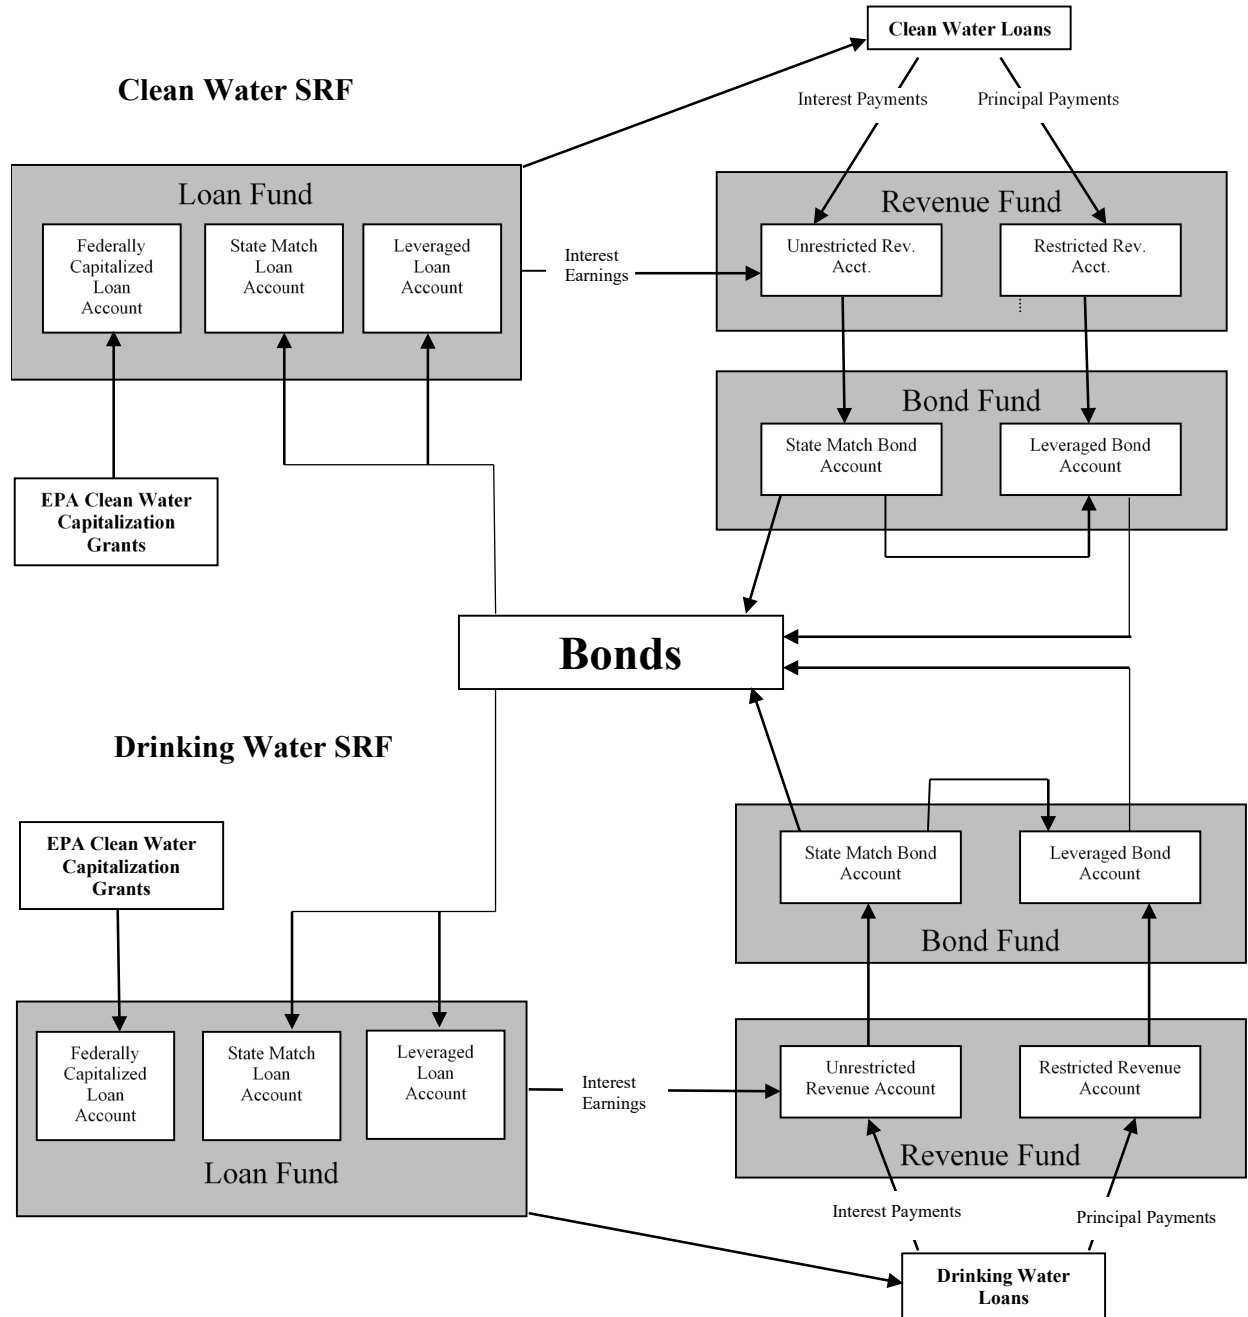 Clean Water Loans
Clean Water SRF
Interest Payments
Principal Payments
Loan Fund
Federally
Capitalized
Loan
Account
State Match
Loan
Account
Leveraged
Loan
Account
Interest
Earnings
Revenue Fund
Unrestricted Rev.
Acct.
Restricted Rev.
Acct.
Bond Fund
State Match Bond
Account
Leveraged Bond
Account
EPA Clean Water
Capitalization
Grants
Bonds
Drinking Water SRF
EPA Clean Water
Capitalization
Grants
State Match Bond
Account
Leveraged Bond
Account
Bond Fund
Federally
Capitalized
Loan
Account
State Match
Loan
Account
Leveraged
Loan
Account
Loan Fund
Interest
Earnings
Unrestricted
Revenue Account
Restricted Revenue
Account
Revenue Fund
Interest Payments
Principal Payments
Drinking Water
Loans